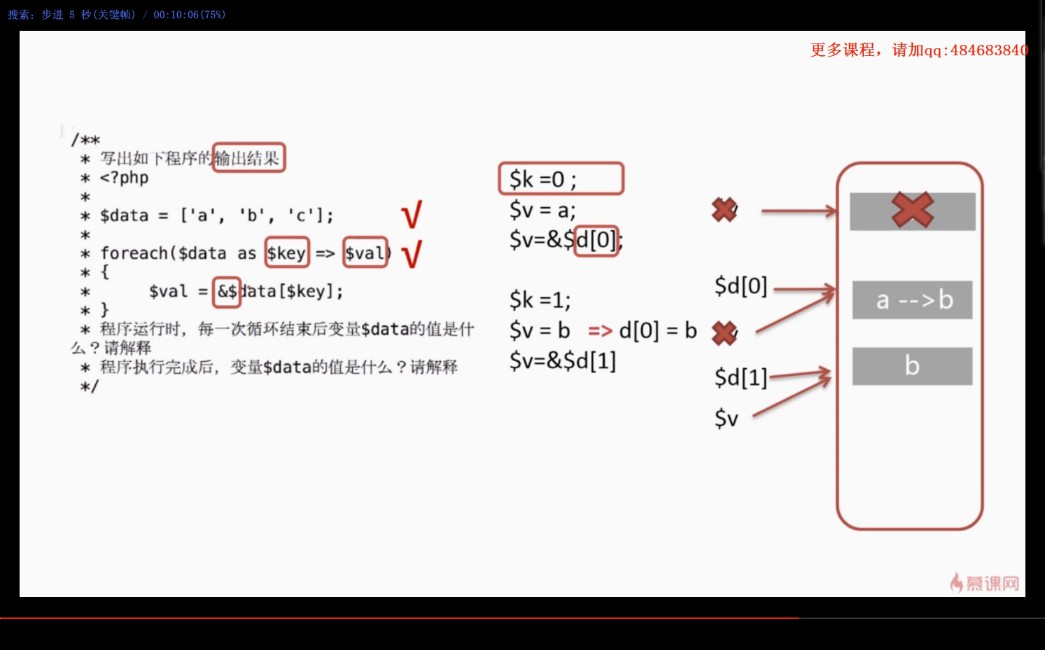 搜索: 步进 5 秒(关键帧) / 00:10:06(75%)
更多课程，请加qq:484683840
/**
* 写出如下程序的输出结果
* <?php
*
* $data = ['a', 'b', 'c'];
*
* foreach($data as $key => $val)
* {
*      $val = &$data[$key];
* }
* 程序运行时，每一次循环结束后变量$data的值是什
么？请解释
* 程序执行完成后，变量$data的值是什么？请解释
*/
√
√
$k =0 ;
$v = a;
$v=&$d[0];
$k =1;
$v = b => d[0] = b
$v=&$d[1]
$d[0]
$d[1]
$v
a -->b
b
慕课网